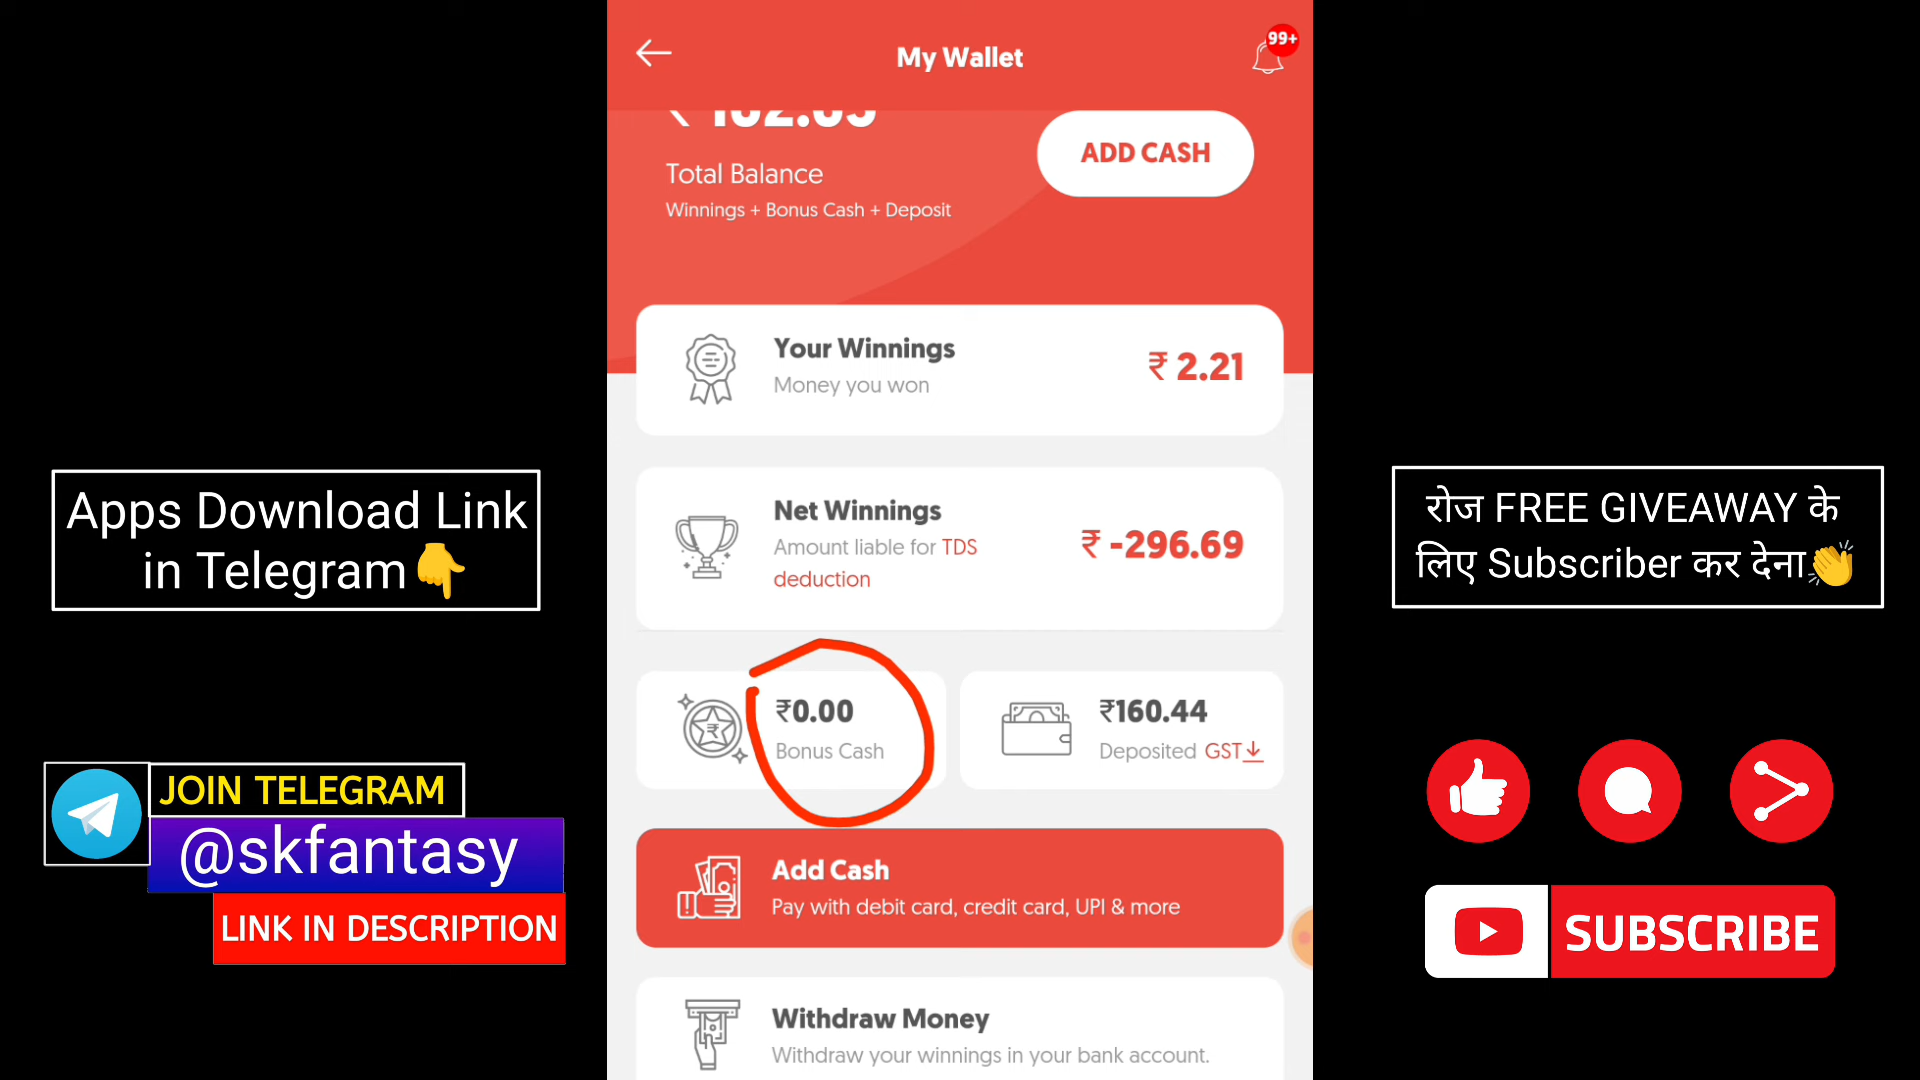 My Wallet
99+
ADD CASH
Total Balance
Winnings + Bonus Cash + Deposit
Your Winnings
Money you won
₹ 2.21
Net Winnings
Amount liable for TDS
deduction
₹ -296.69
₹0.00
Bonus Cash
₹160.44
Deposited GST
Add Cash
Pay with debit card, credit card, UPI & more
Withdraw Money
Withdraw your winnings in your bank account.
Apps Download Link
in Telegram👇
JOIN TELEGRAM
@skfantasy
LINK IN DESCRIPTION
रोज FREE GIVEAWAY के
लिए Subscriber कर देना👏
SUBSCRIBE